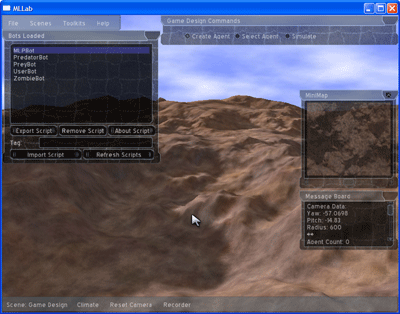 MLLab
File Scenes Toolkits Help
Game Design Commands
Create Agent Select Agent Simulate
Bots Loaded
MLPBot
PredatorBot
PreyBot
UserBot
ZombieBot
Export Script Remove Script About Script
Tag:
Import Script Refresh Scripts
MiniMap
Message Board
Camera Data:
Yaw: -57.0698
Pitch: -14.83
Radius: 600
**
Agent Count: 0
Scene: Game Design Climate Reset Camera Recorder